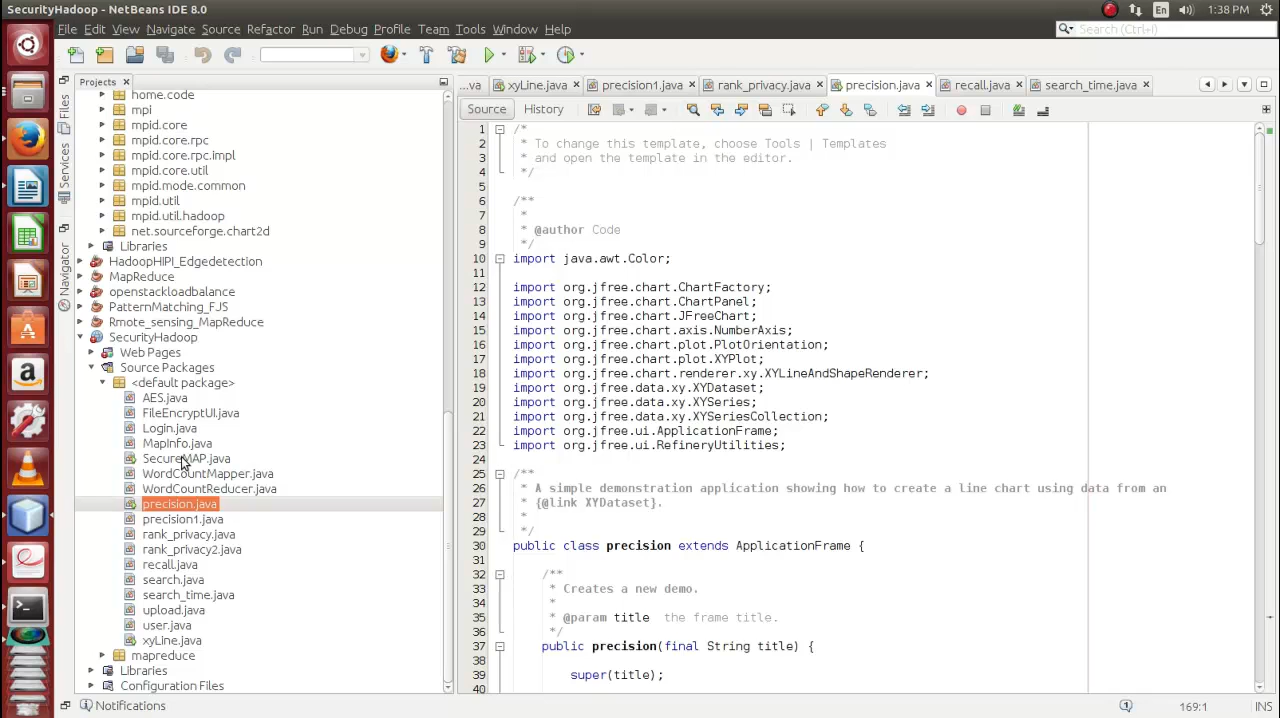 SecurityHadoop - NetBeans IDE 8.0
En
1:38 PM
File Edit View Navigate Source Refactor Run Debug Profile Team Tools Window Help
Search (Ctrl+I)
Projects
...va xyLine.java precision1.java rank_privacy.java precision.java recall.java search_time.java
Source History
Files
Services
Navigator
home.code
mpi
mpid.core
mpid.core.rpc
mpid.core.rpc.impl
mpid.core.util
mpid.mode.common
mpid.util
mpid.util.hadoop
net.sourceforge.chart2d
Libraries
HadoopHIPI_Edgedetection
MapReduce
openstackloadbalance
PatternMatching_FJS
Rmote_sensing_MapReduce
SecurityHadoop
Web Pages
Source Packages
<default package>
AES.java
FileEncryptUI.java
Login.java
MapInfo.java
SecureMAP.java
WordCountMapper.java
WordCountReducer.java
precision.java
precision1.java
rank_privacy.java
rank_privacy2.java
recall.java
search.java
search_time.java
upload.java
user.java
xyLine.java
mapreduce
Libraries
Configuration Files
1 /*
2 * To change this template, choose Tools | Templates
3 * and open the template in the editor.
4 */
5
6 /**
7 *
8 * @author Code
9 */
10 import java.awt.Color;
11
12 import org.jfree.chart.ChartFactory;
13 import org.jfree.chart.ChartPanel;
14 import org.jfree.chart.JFreeChart;
15 import org.jfree.chart.axis.NumberAxis;
16 import org.jfree.chart.plot.PlotOrientation;
17 import org.jfree.chart.plot.XYPlot;
18 import org.jfree.chart.renderer.xy.XYLineAndShapeRenderer;
19 import org.jfree.data.xy.XYDataset;
20 import org.jfree.data.xy.XYSeries;
21 import org.jfree.data.xy.XYSeriesCollection;
22 import org.jfree.ui.ApplicationFrame;
23 import org.jfree.ui.RefineryUtilities;
24
25 /**
26 * A simple demonstration application showing how to create a line chart using data from an
27 * {@link XYDataset}.
28 *
29 */
30 public class precision extends ApplicationFrame {
31
32 /**
33 * Creates a new demo.
34 *
35 * @param title the frame title.
36 */
37 public precision(final String title) {
38
39 super(title);
40
Notifications
1
169:1
INS